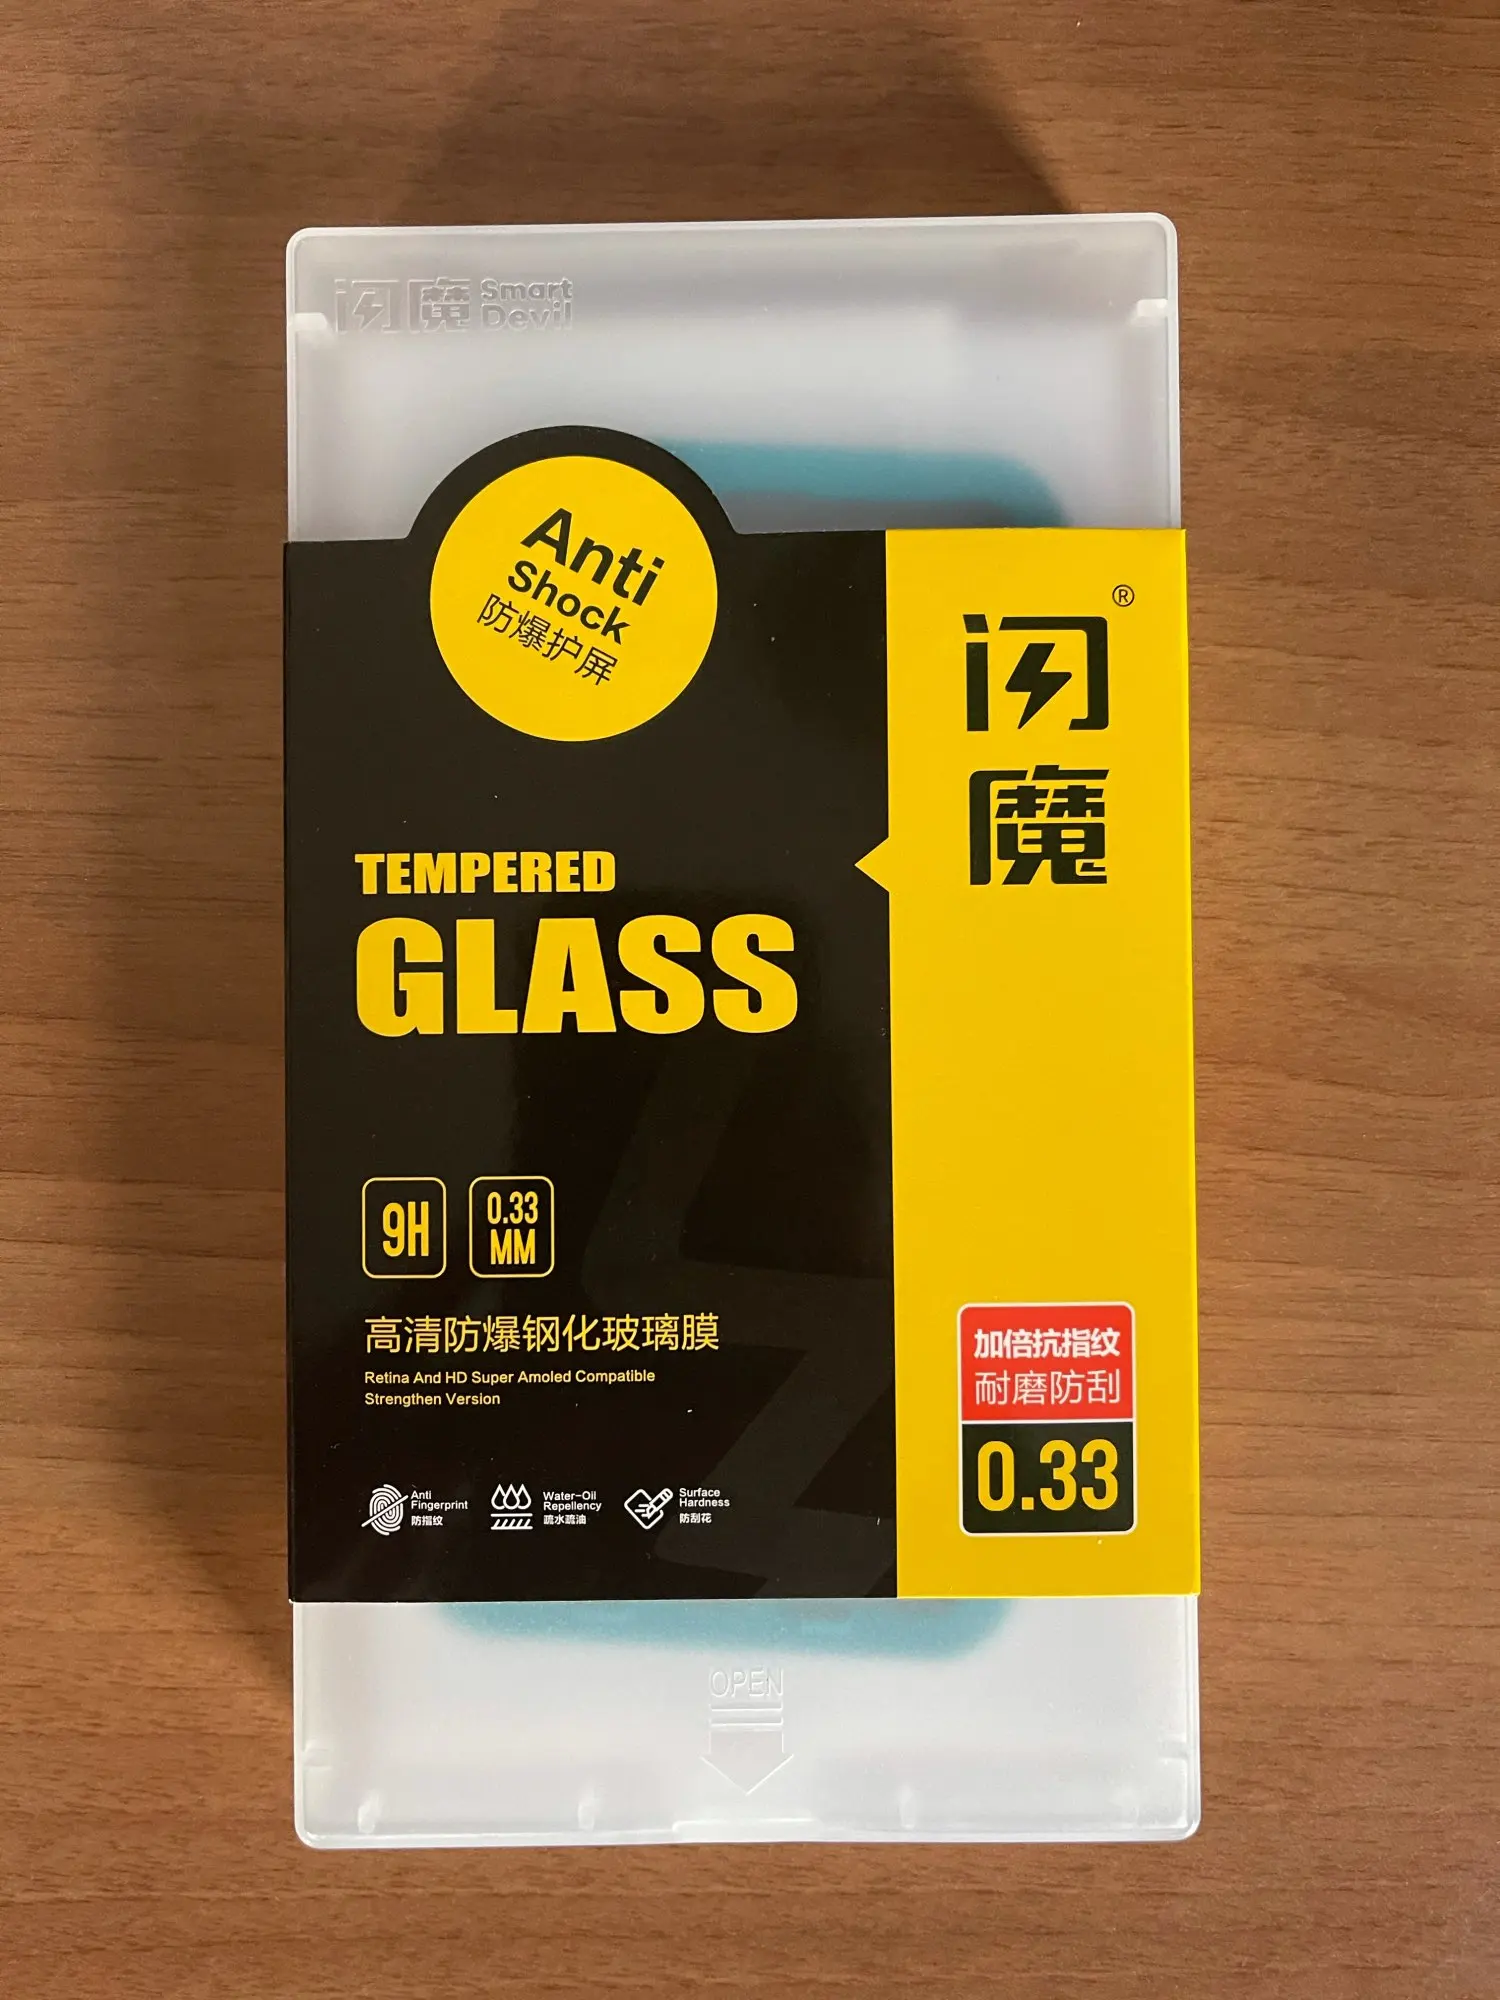 闪魔 Smart
Devil
Anti
Shock
防爆护屏
®
闪
魔
TEMPERED
GLASS
9H
0.33
MM
高清防爆钢化玻璃膜
Retina And HD Super Amoled Compatible
Strengthen Version
Anti
Fingerprint
防指纹
Water-Oil
Repellency
疏水疏油
Surface
Hardness
防刮花
加倍抗指纹
耐磨防刮
0.33
OPEN